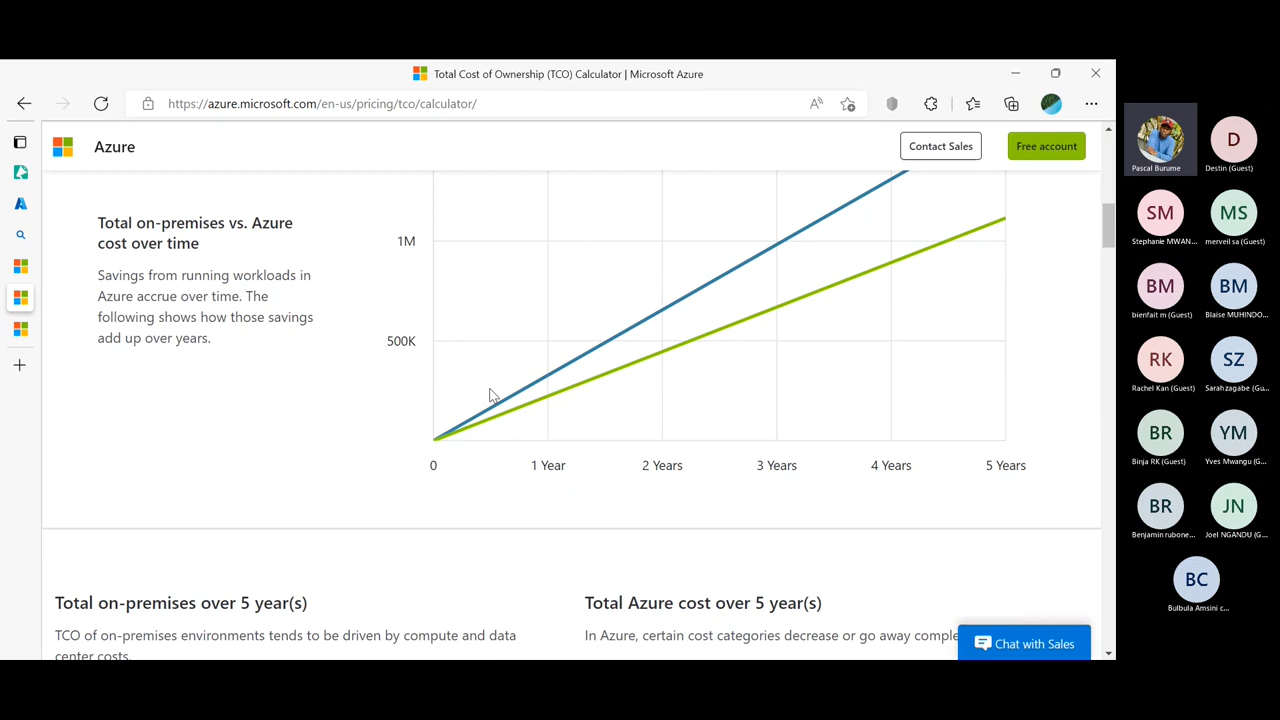 Total Cost of Ownership (TCO) Calculator | Microsoft Azure
https://azure.microsoft.com/en-us/pricing/tco/calculator/
Azure
Contact Sales
Free account
Total on-premises vs. Azure
cost over time
Savings from running workloads in
Azure accrue over time. The
following shows how those savings
add up over years.
1M
500K
0
1 Year
2 Years
3 Years
4 Years
5 Years
Total on-premises over 5 year(s)
TCO of on-premises environments tends to be driven by compute and data
center costs.
Total Azure cost over 5 year(s)
In Azure, certain cost categories decrease or go away comple
Chat with Sales
Pascal Burume
D
Destin (Guest)
SM
Stephanie MWAN...
MS
merveil sa (Guest)
BM
bienfait m (Guest)
BM
Blaise MUHINDO...
RK
Rachel Kan (Guest)
SZ
Sarahzagabe (Gu...
BR
Binja RK (Guest)
YM
Yves Mwangu (G...
BR
Benjamin rubone...
JN
Joel NGANDU (G...
BC
Bulbula Amsini c...